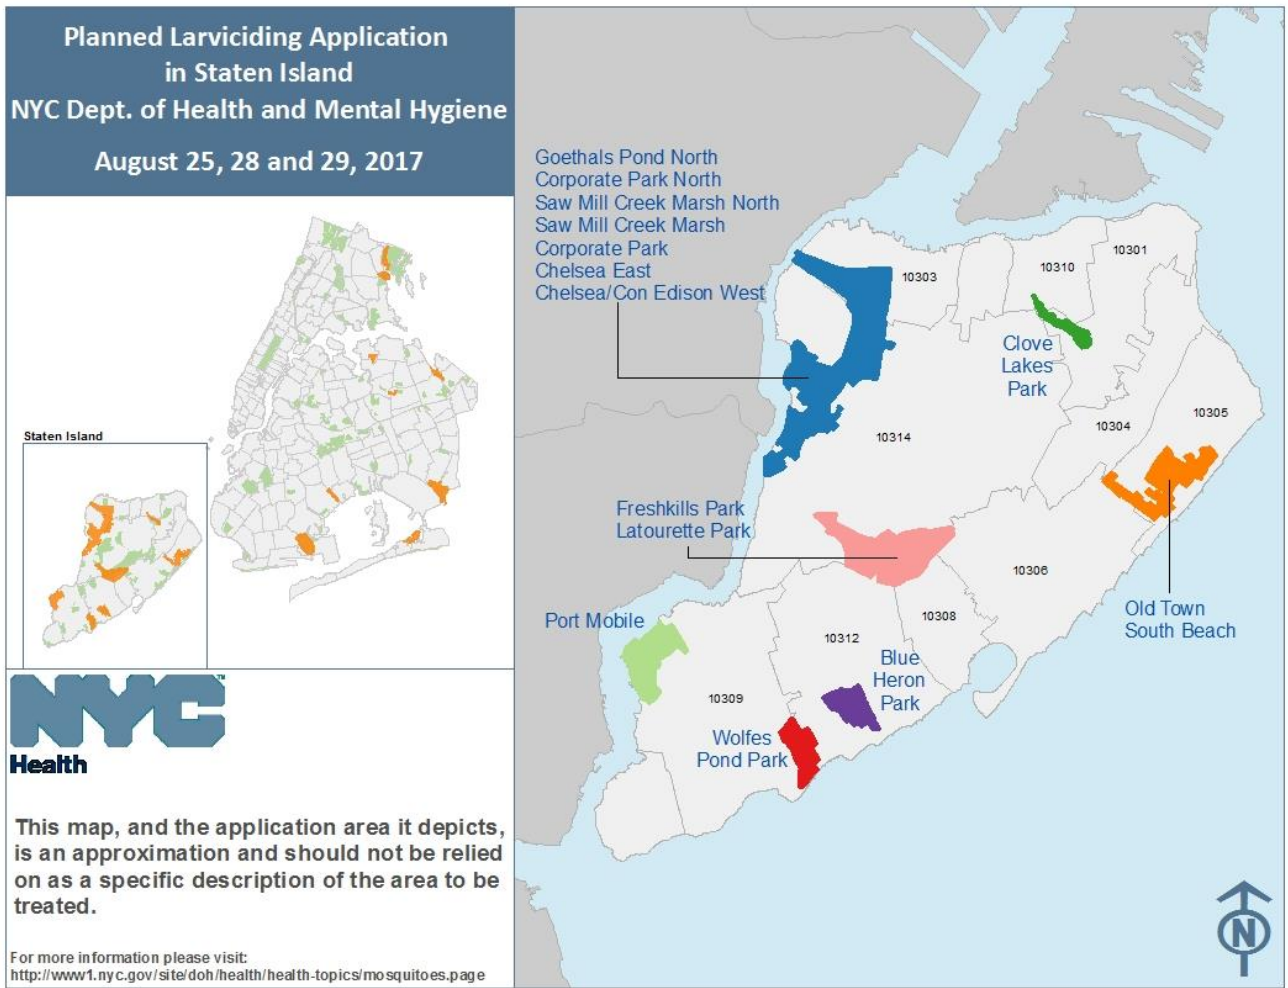 Planned Larviciding Application
in Staten Island
NYC Dept. of Health and Mental Hygiene
August 25, 28 and 29, 2017
Staten Island
NYC
TM
Health
This map, and the application area it depicts,
is an approximation and should not be relied
on as a specific description of the area to be
treated.
For more information please visit:
http://www1.nyc.gov/site/doh/health/health-topics/mosquitoes.page
Goethals Pond North
Corporate Park North
Saw Mill Creek Marsh North
Saw Mill Creek Marsh
Corporate Park
Chelsea East
Chelsea/Con Edison West
10303
10310
10301
Clove
Lakes
Park
10314
10304
10305
Freshkills Park
Latourette Park
10306
Old Town
South Beach
Port Mobile
10312
10308
Blue
Heron
Park
10309
Wolfes
Pond Park
N